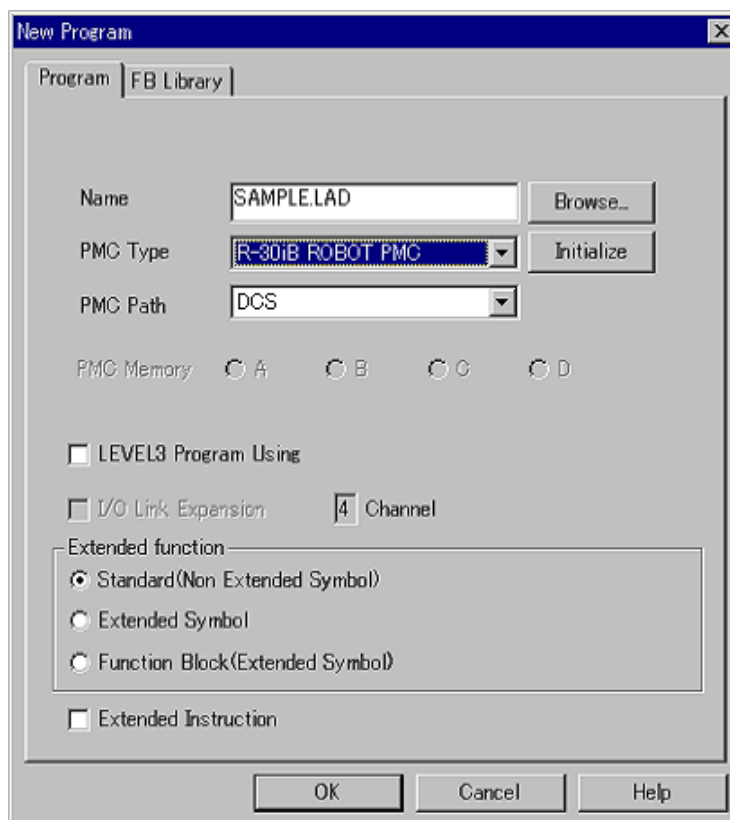 New Program
Program FB Library
Name SAMPLE.LAD Browse...
PMC Type R-30iB ROBOT PMC Initialize
PMC Path DCS
PMC Memory A B C D
LEVEL3 Program Using
I/O Link Expansion 4 Channel
Extended function
Standard(Non Extended Symbol)
Extended Symbol
Function Block(Extended Symbol)
Extended Instruction
OK Cancel Help